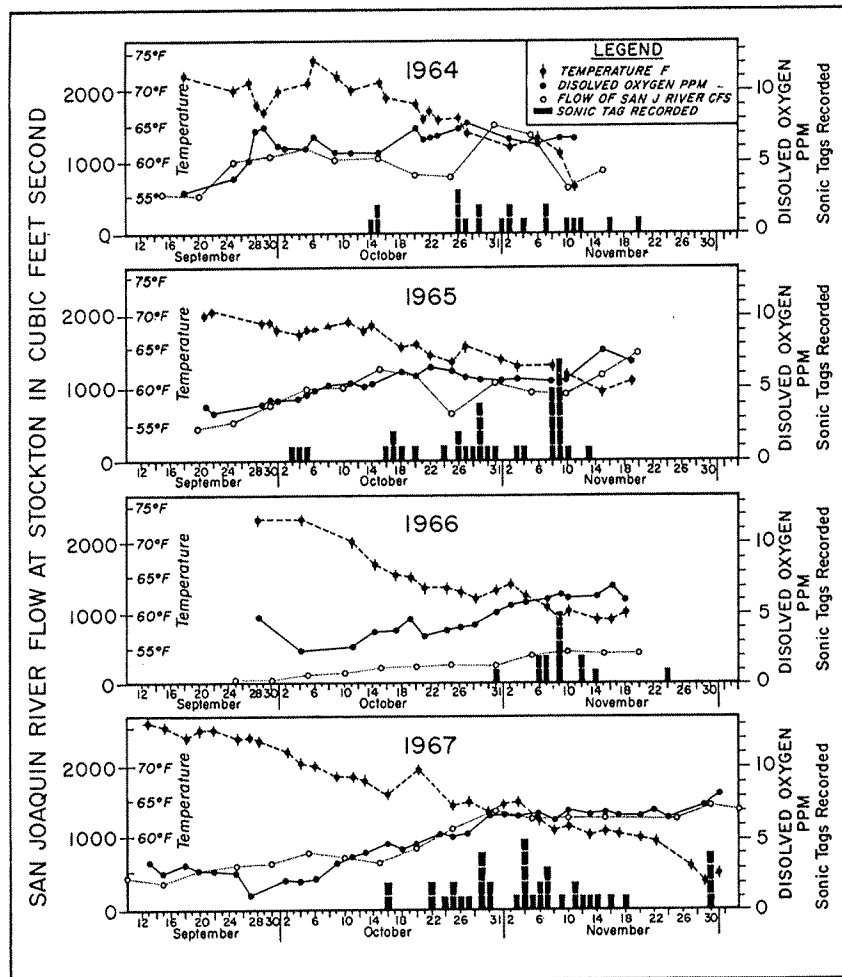 SAN JOAQUIN RIVER FLOW AT STOCKTON IN CUBIC FEET SECOND
1964
LEGEND
TEMPERATURE F
DISOLVED OXYGEN PPM
FLOW OF SAN J RIVER CFS
SONIC TAG RECORDED
2000
1000
0
Temperature
75°F
70°F
65°F
60°F
55°
10
5
0
DISOLVED OXYGEN
PPM
Sonic Tags Recorded
12 16 20 24 28 30 2 6 10 14 18 22 26 31 2 6 10 14 18 22 26 30
September October November
1965
2000
1000
0
Temperature
75°F
70°F
65°F
60°F
55°F
10
5
0
DISOLVED OXYGEN
PPM
Sonic Tags Recorded
12 16 20 24 28 30 2 6 10 14 18 22 26 31 2 6 10 14 18 22 26 30
September October November
1966
2000
1000
0
Temperature
75°F
70°F
65°F
60°F
55°F
10
5
0
DISOLVED OXYGEN
PPM
Sonic Tags Recorded
12 16 20 24 28 30 2 6 10 14 18 22 26 31 2 6 10 14 18 22 26 30
September October November
1967
2000
1000
0
Temperature
70°F
65°F
60°F
10
5
0
DISOLVED OXYGEN
PPM
Sonic Tags Recorded
12 16 20 24 28 30 2 6 10 14 18 22 26 31 2 6 10 14 18 22 26 30
September October November